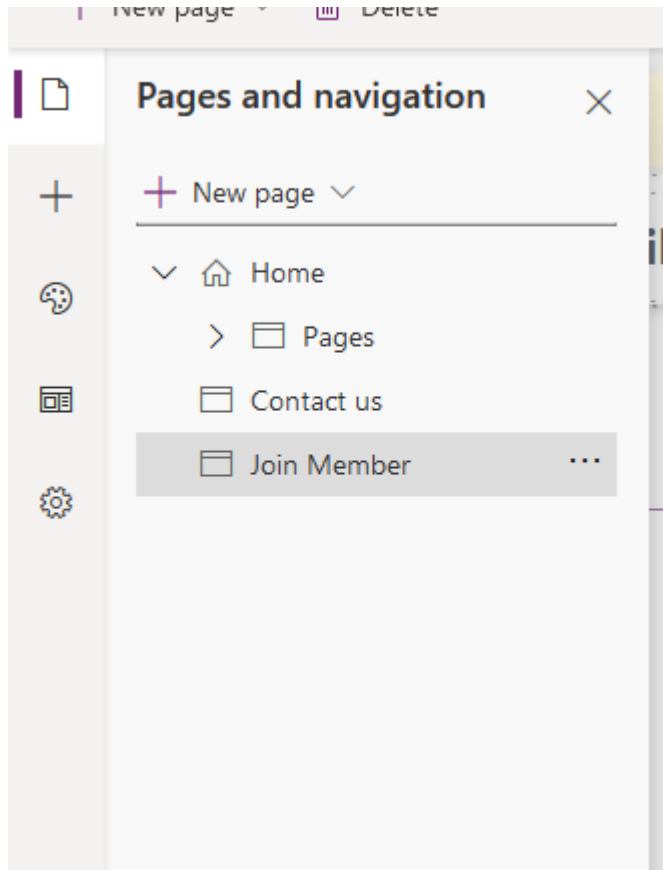 New page Delete
Pages and navigation
New page
Home
Pages
Contact us
Join Member